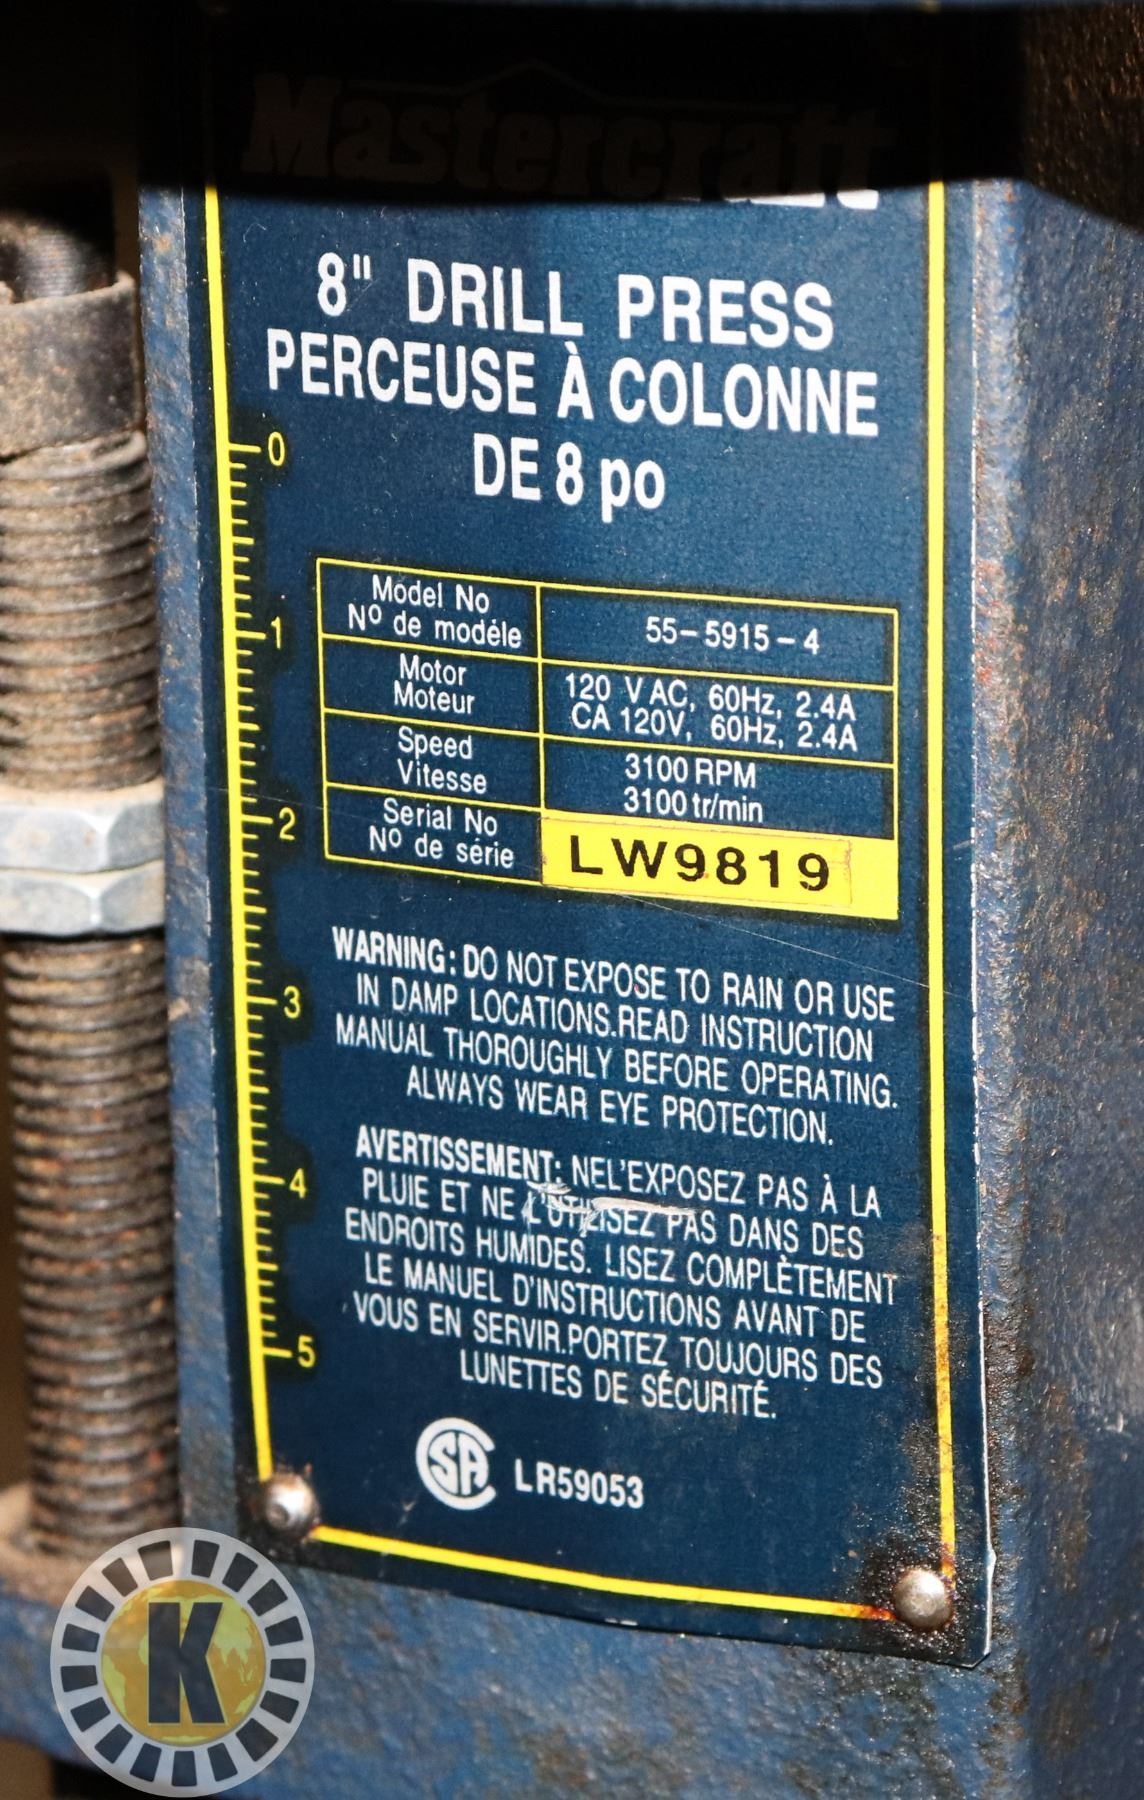 Mastercraft
8" DRILL PRESS
PERCEUSE À COLONNE
DE 8 po
0
1
2
3
4
5
Model No
Nº de modéle
55-5915-4
Motor
Moteur
120 V AC, 60Hz, 2.4A
CA 120V, 60Hz, 2.4A
Speed
Vitesse
3100 RPM
3100 tr/min
Serial No
Nº de série
LW9819
WARNING: DO NOT EXPOSE TO RAIN OR USE
IN DAMP LOCATIONS.READ INSTRUCTION
MANUAL THOROUGHLY BEFORE OPERATING.
ALWAYS WEAR EYE PROTECTION.
AVERTISSEMENT: NEL'EXPOSEZ PAS À LA
PLUIE ET NE L'UTILISEZ PAS DANS DES
ENDROITS HUMIDES. LISEZ COMPLÈTEMENT
LE MANUEL D'INSTRUCTIONS AVANT DE
VOUS EN SERVIR.PORTEZ TOUJOURS DES
LUNETTES DE SÉCURITÉ.
SA LR59053
K